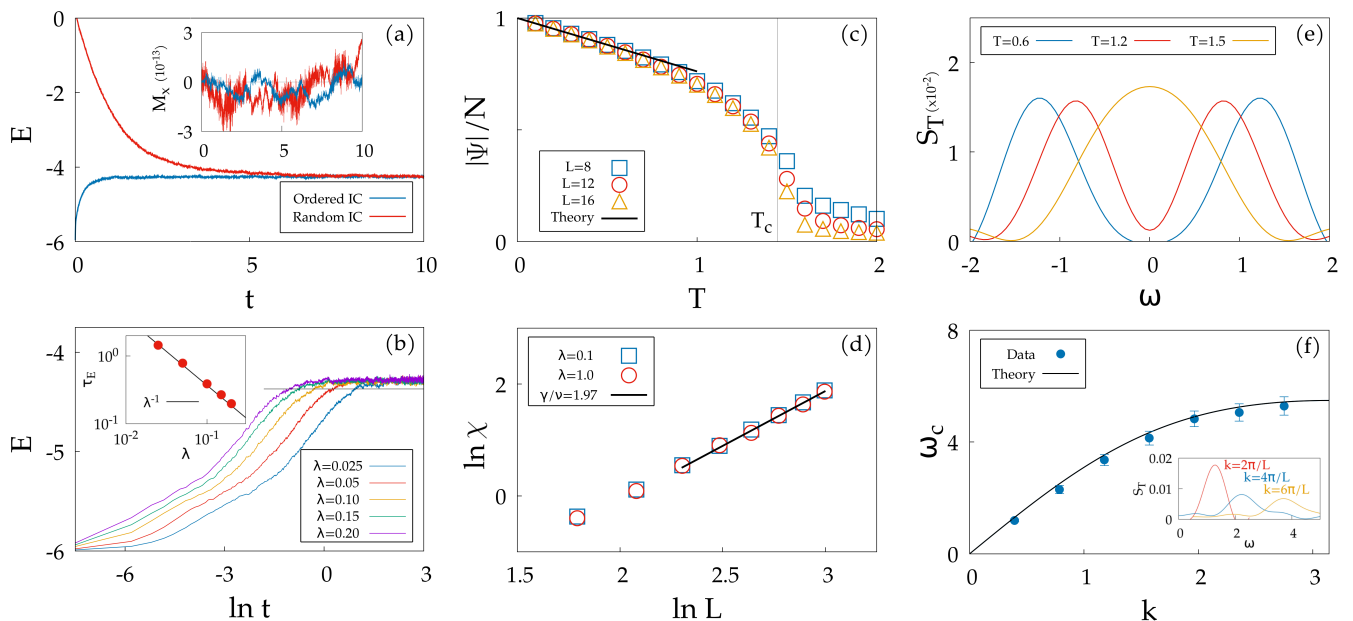 (a)
0
-2
-4
-6
E
M_x (10^-13)
3
0
-3
0 5 10
Ordered IC
Random IC
0 5 10
t
(b)
-4
-5
-6
E
τ_E
10^0
10^-1
10^-2 10^-1
λ
λ^-1
λ=0.025
λ=0.05
λ=0.10
λ=0.15
λ=0.20
-6 -3 0 3
ln t
(c)
1
1
|Ψ|/N
L=8
L=12
L=16
Theory
T_c
0 1 2
T
(d)
2
0
ln χ
λ=0.1
λ=1.0
γ/ν=1.97
1.5 2 2.5 3
ln L
(e)
T=0.6 T=1.2 T=1.5
2
1
0
S_T (x10^-2)
-2 -1 0 1 2
ω
(f)
8
4
0
ω_c
Data
Theory
0.02
0.01
0
S_T
k=2π/L
k=4π/L
k=6π/L
0 2 4
ω
0 1 2 3
k